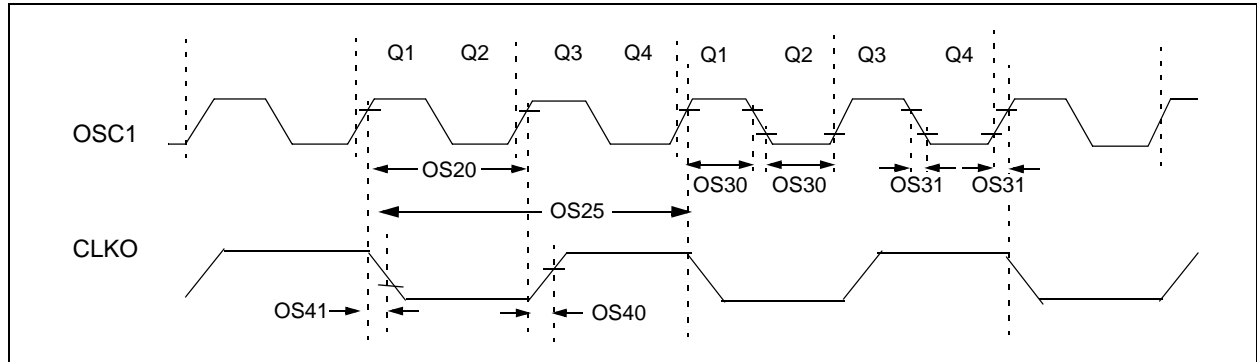 Q1 Q2 Q3 Q4 Q1 Q2 Q3 Q4
OSC1
OS20 OS30 OS30 OS31 OS31
OS25
CLKO
OS41 OS40